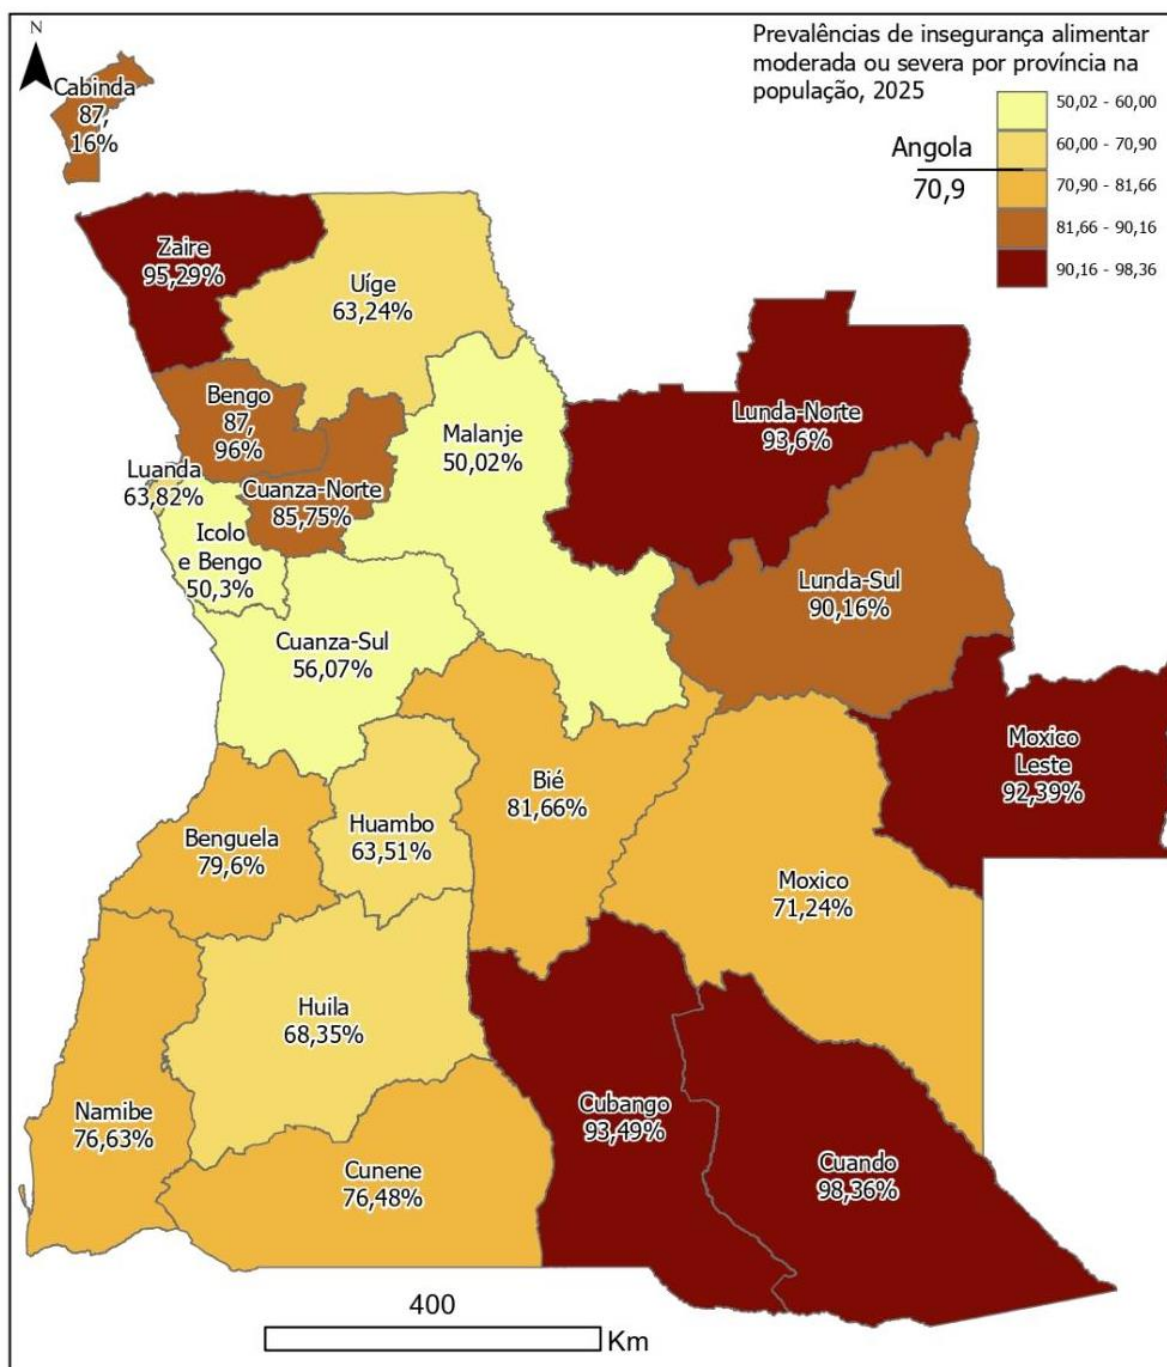 N
Prevalências de insegurança alimentar
moderada ou severa por província na
população, 2025
50,02 - 60,00
60,00 - 70,90
70,90 - 81,66
81,66 - 90,16
90,16 - 98,36
Angola
70,9
Cabinda
87,
16%
Zaire
95,29%
Uíge
63,24%
Bengo
87,
96%
Malanje
50,02%
Lunda-Norte
93,6%
Luanda
63,82%
Cuanza-Norte
85,75%
Icolo
e Bengo
50,3%
Lunda-Sul
90,16%
Cuanza-Sul
56,07%
Moxico
Leste
92,39%
Bié
81,66%
Benguela
79,6%
Huambo
63,51%
Moxico
71,24%
Huila
68,35%
Namibe
76,63%
Cubango
93,49%
Cunene
76,48%
Cuando
98,36%
400
Km